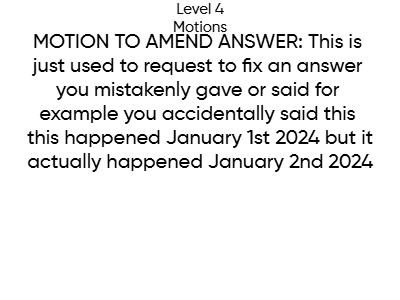 Level 4
Motions
MOTION TO AMEND ANSWER: This is
just used to request to fix an answer
you mistakenly gave or said for
example you accidentally said this
this happened January 1st 2024 but it
actually happened January 2nd 2024